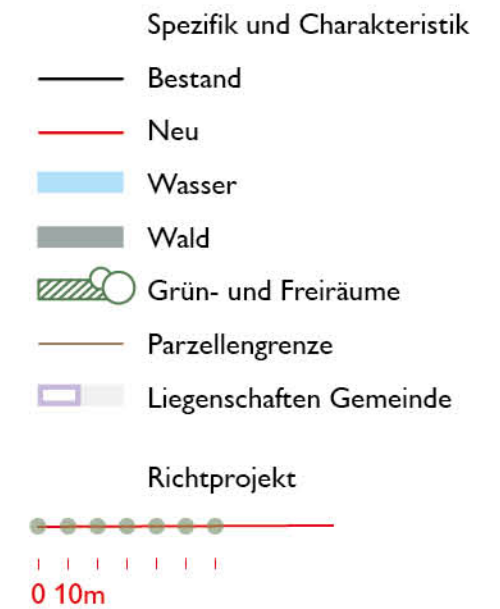 Spezifik und Charakteristik
Bestand
Neu
Wasser
Wald
Grün- und Freiräume
Parzellengrenze
Liegenschaften Gemeinde
Richtprojekt
0 10m